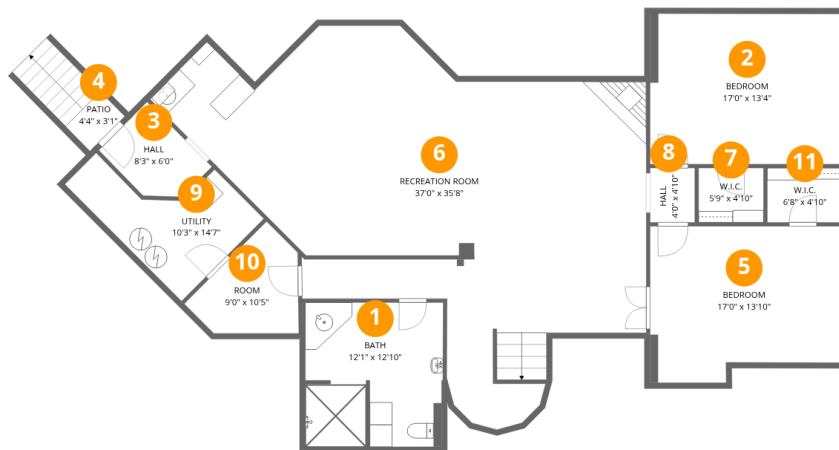 2
BEDROOM
17'0" x 13'4"
4
PATIO
4'4" x 3'1"
3
HALL
8'3" x 6'0"
6
RECREATION ROOM
37'0" x 35'8"
8
HALL
4'0" x 4'10"
7
W.I.C.
5'9" x 4'10"
11
W.I.C.
6'8" x 4'10"
9
UTILITY
10'3" x 14'7"
10
ROOM
9'0" x 10'5"
5
BEDROOM
17'0" x 13'10"
1
BATH
12'1" x 12'10"